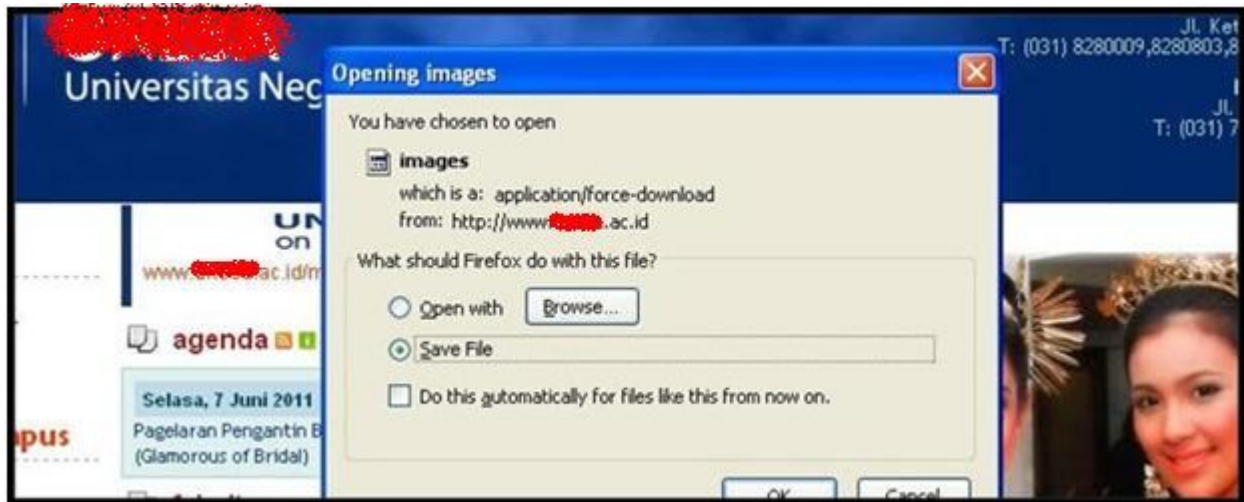 Jl. Ket
T: (031) 8280009,8280803,8
Universitas Neg
Jl.
T: (031) 7
Opening images
You have chosen to open
images
which is a: application/force-download
from: http://www .ac.id
What should Firefox do with this file?
Open with Browse...
Save File
Do this automatically for files like this from now on.
OK Cancel
UN
on
www. ac.id/m
agenda
Selasa, 7 Juni 2011
Pagelaran Pengantin B
(Glamorous of Bridal)
pus